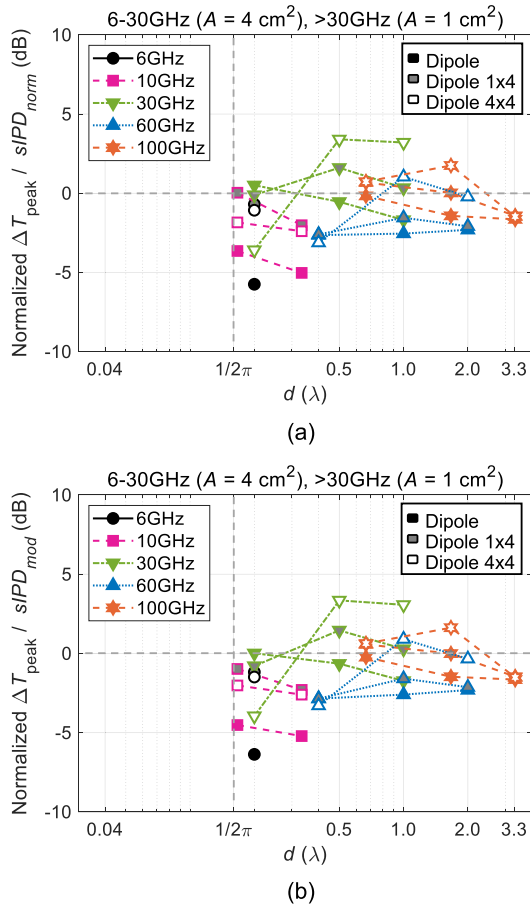 6-30GHz (A = 4 cm²), >30GHz (A = 1 cm²)
Normalized ΔT_peak / sIPD_norm (dB)
10
5
0
-5
-10
6GHz
10GHz
30GHz
60GHz
100GHz
Dipole
Dipole 1x4
Dipole 4x4
0.04 1/2π 0.5 1.0 2.0 3.3
d (λ)
(a)
6-30GHz (A = 4 cm²), >30GHz (A = 1 cm²)
Normalized ΔT_peak / sIPD_mod (dB)
10
5
0
-5
-10
6GHz
10GHz
30GHz
60GHz
100GHz
Dipole
Dipole 1x4
Dipole 4x4
0.04 1/2π 0.5 1.0 2.0 3.3
d (λ)
(b)